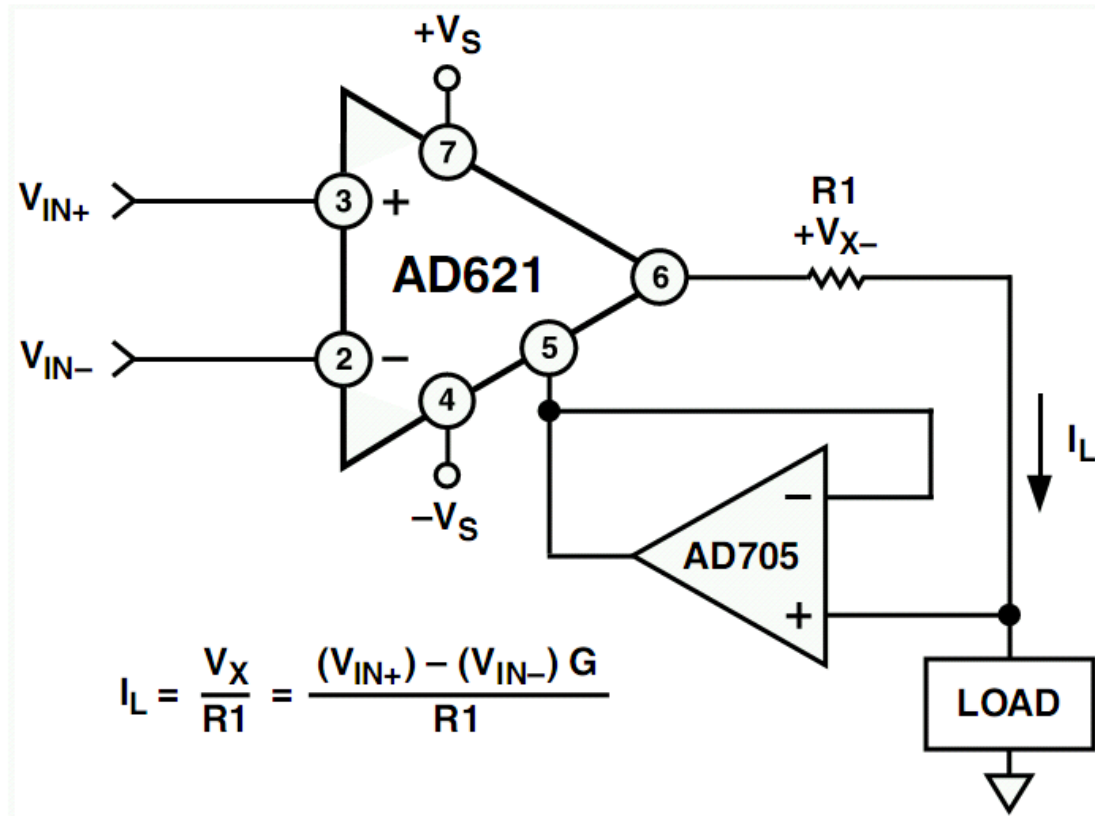 +VS
7
VIN+
3
+
R1
+VX–
AD621
6
VIN–
2
–
5
4
–VS
IL
–
AD705
+
IL = VX / R1 = (VIN+) – (VIN–) G / R1
LOAD